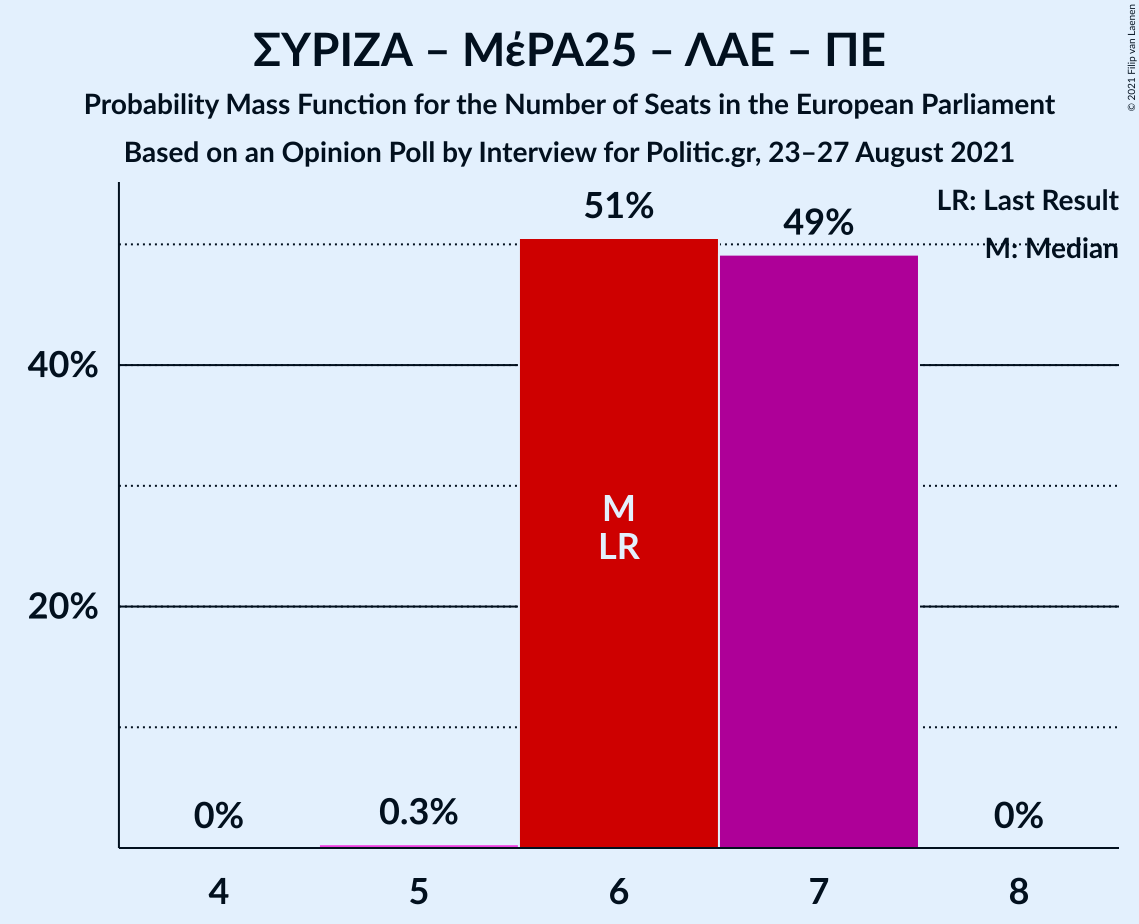 ΣΥΡΙΖΑ – ΜέΡΑ25 – ΛΑΕ – ΠΕ
Probability Mass Function for the Number of Seats in the European Parliament
Based on an Opinion Poll by Interview for Politic.gr, 23–27 August 2021
© 2021 Filip van Laenen
LR: Last Result
M: Median
51%
49%
40%
20%
M
LR
0%
0.3%
0%
4
5
6
7
8